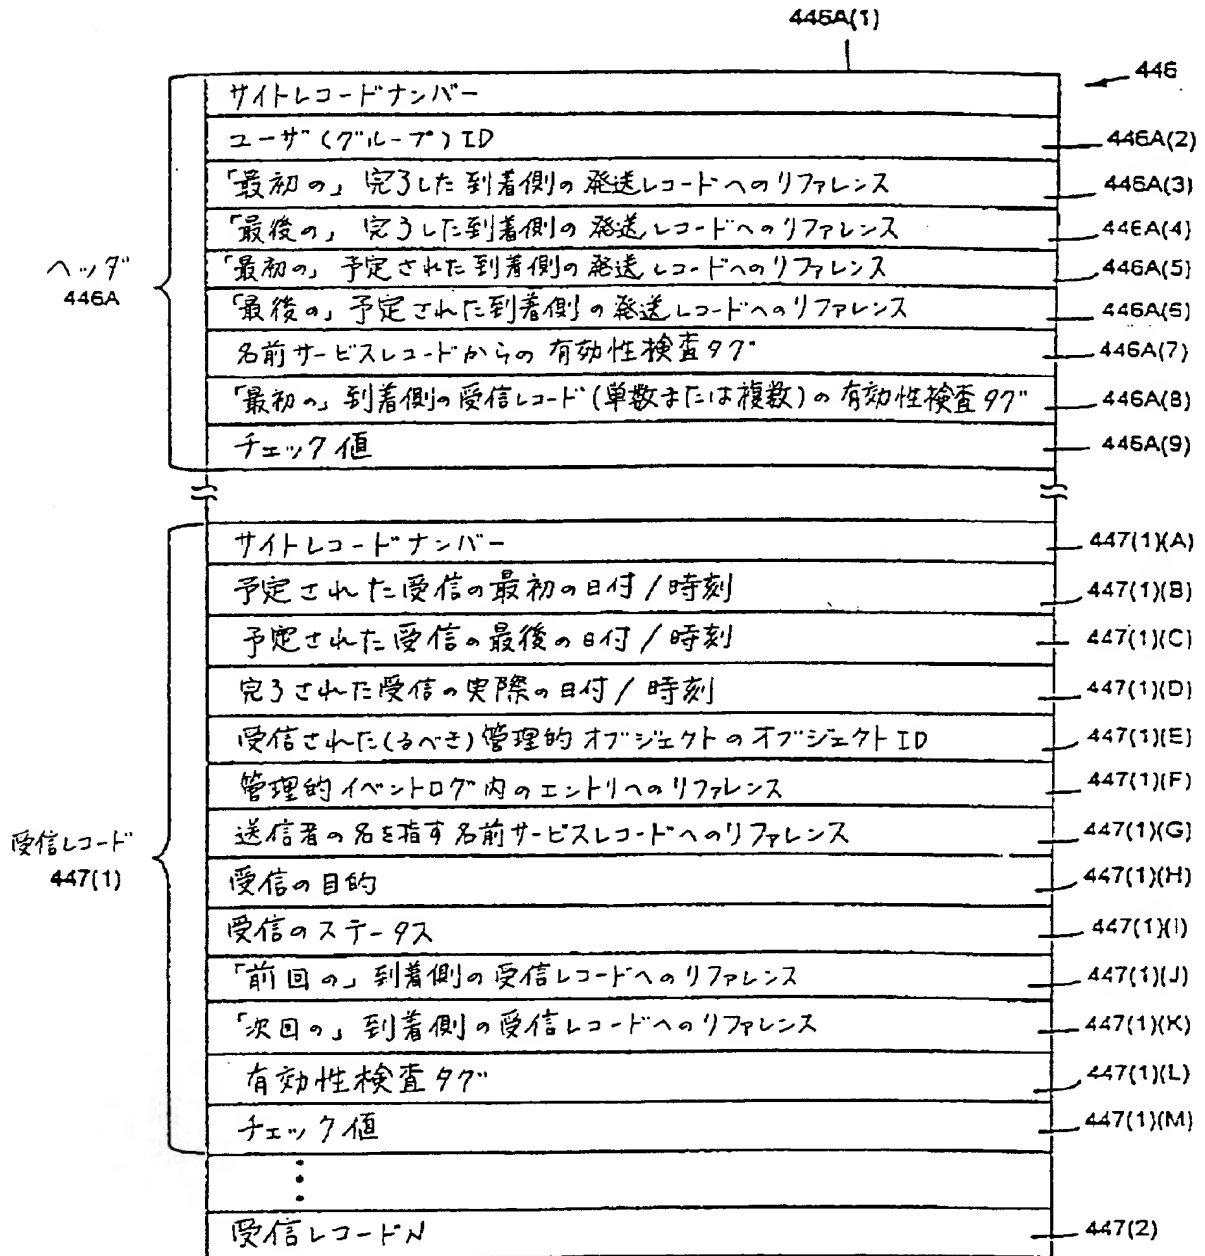 446A(1)
446
サイトレコードナンバー
ユーザ(グループ)ID 446A(2)
「最初の」完了した到着側の発送レコードへのリファレンス 446A(3)
「最後の」完了した到着側の発送レコードへのリファレンス 446A(4)
「最初の」予定された到着側の発送レコードへのリファレンス 446A(5)
「最後の」予定された到着側の発送レコードへのリファレンス 446A(6)
名前サービスレコードからの有効性検査タグ 446A(7)
「最初の」到着側の受信レコード(単数または複数)の有効性検査タグ 446A(8)
チェック値 446A(9)
ヘッダ
446A
サイトレコードナンバー 447(1)(A)
予定された受信の最初の日付/時刻 447(1)(B)
予定された受信の最後の日付/時刻 447(1)(C)
完了された受信の実際の日付/時刻 447(1)(D)
受信された(るべき)管理的オブジェクトのオブジェクトID 447(1)(E)
管理的イベントログ内のエントリへのリファレンス 447(1)(F)
送信者の名を指す名前サービスレコードへのリファレンス 447(1)(G)
受信の目的 447(1)(H)
受信のステータス 447(1)(I)
「前回の」到着側の受信レコードへのリファレンス 447(1)(J)
「次回の」到着側の受信レコードへのリファレンス 447(1)(K)
有効性検査タグ 447(1)(L)
チェック値 447(1)(M)
受信レコード
447(1)
受信レコードN 447(2)